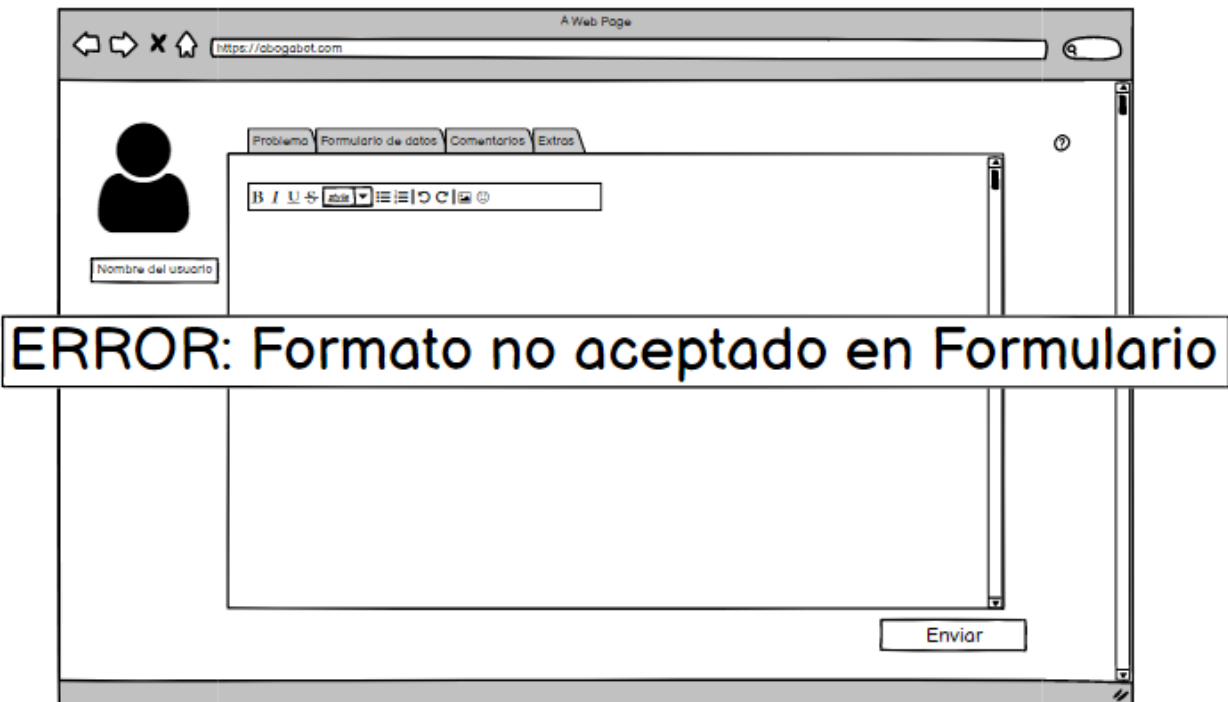 A Web Page
https://abogabot.com
Problema Formulario de datos Comentarios Extras
B I U S style
Nombre del usuario
ERROR: Formato no aceptado en Formulario
Enviar